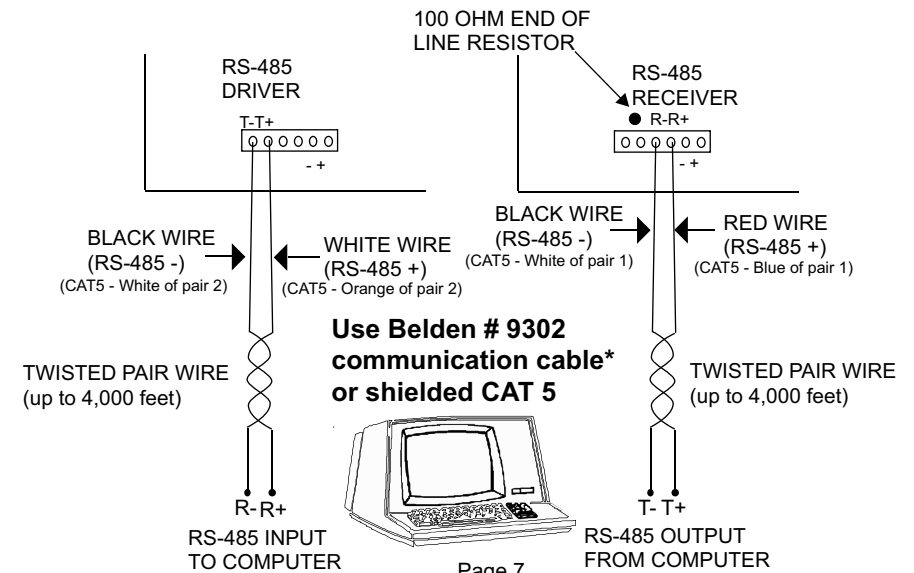 100 OHM END OF
LINE RESISTOR
RS-485
DRIVER
T-T+
- +
RS-485
RECEIVER
R-R+
- +
BLACK WIRE
(RS-485 -)
(CAT5 - White of pair 2)
WHITE WIRE
(RS-485 +)
(CAT5 - Orange of pair 2)
BLACK WIRE
(RS-485 -)
(CAT5 - White of pair 1)
RED WIRE
(RS-485 +)
(CAT5 - Blue of pair 1)
Use Belden # 9302
communication cable*
or shielded CAT 5
TWISTED PAIR WIRE
(up to 4,000 feet)
TWISTED PAIR WIRE
(up to 4,000 feet)
R- R+
RS-485 INPUT
TO COMPUTER
T- T+
RS-485 OUTPUT
FROM COMPUTER
Page 7